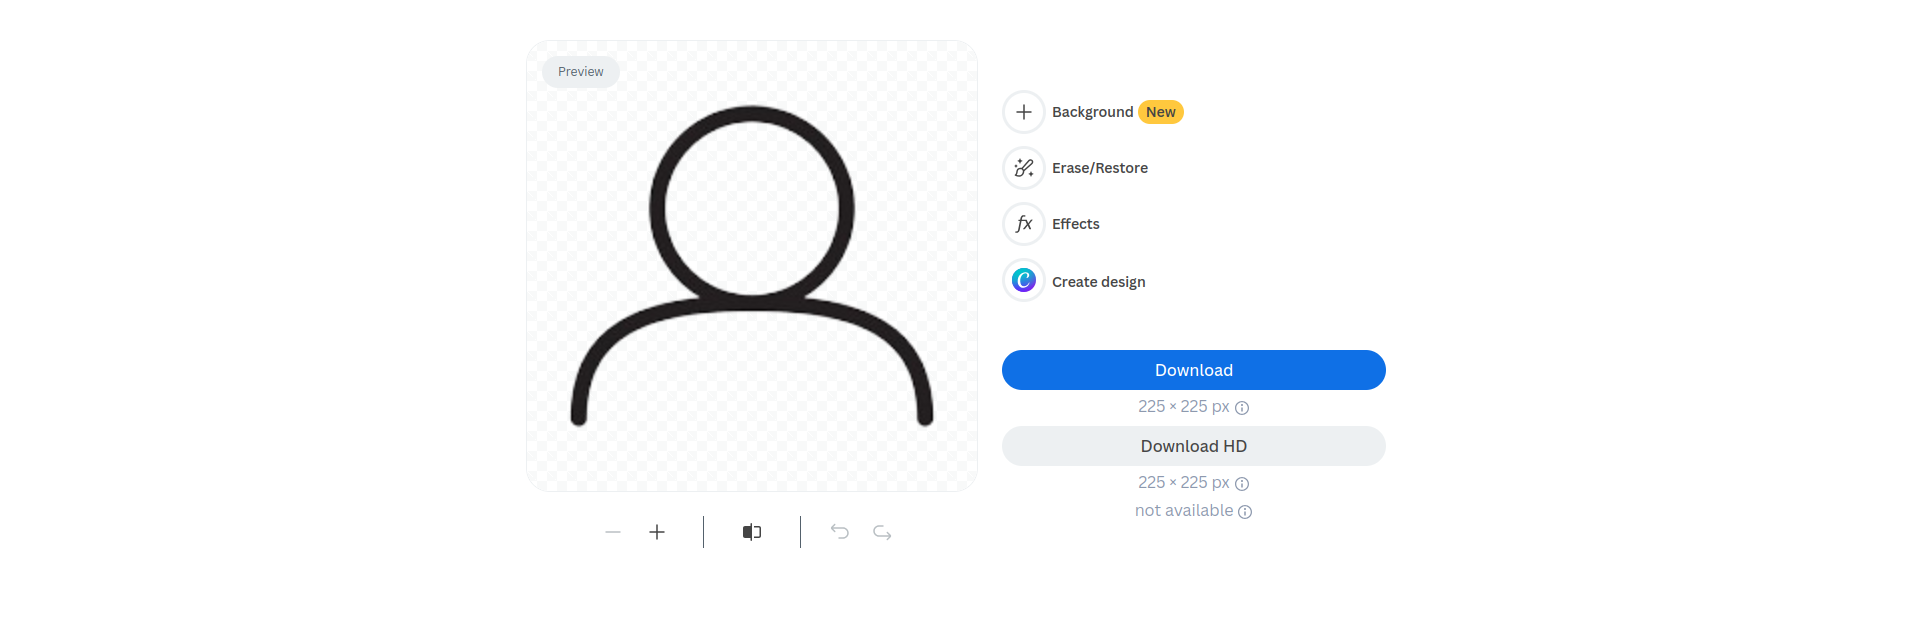 Preview
Background New
Erase/Restore
fx Effects
Create design
Download
225 × 225 px
Download HD
225 × 225 px
not available